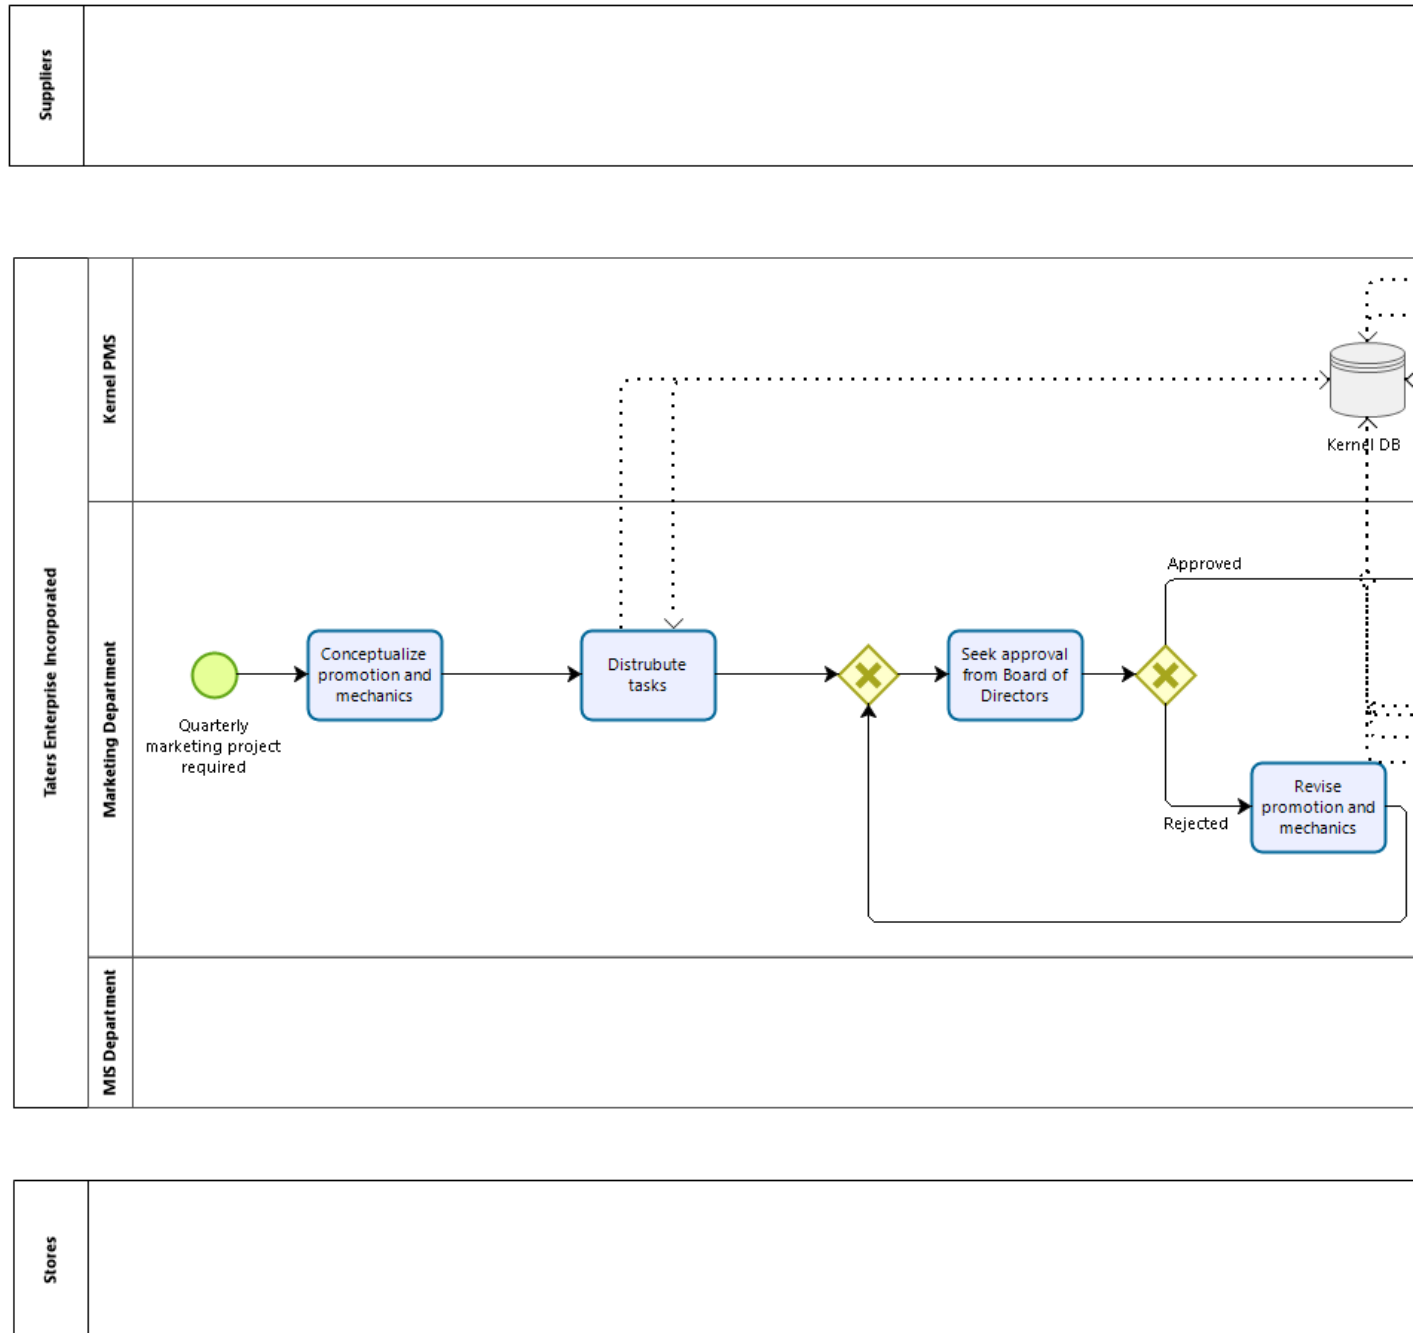 Suppliers
Taters Enterprise Incorporated
Kernel PMS
Kernel DB
Marketing Department
Quarterly
marketing project
required
Conceptualize
promotion and
mechanics
Distrubute
tasks
Seek approval
from Board of
Directors
Approved
Rejected
Revise
promotion and
mechanics
MIS Department
Stores